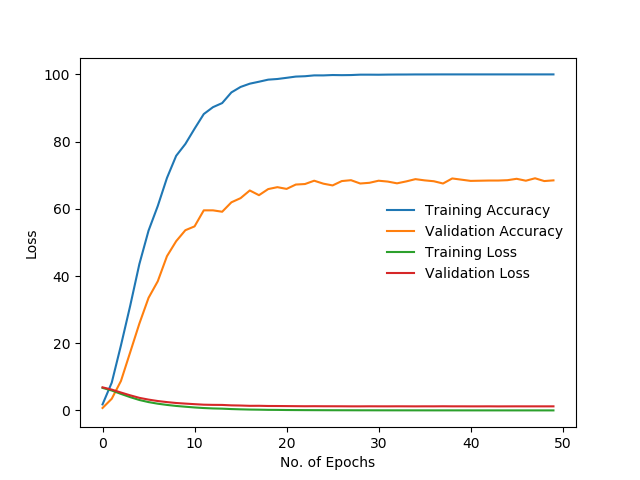 100
80
60
40
20
0
Loss
Training Accuracy
Validation Accuracy
Training Loss
Validation Loss
0 10 20 30 40 50
No. of Epochs